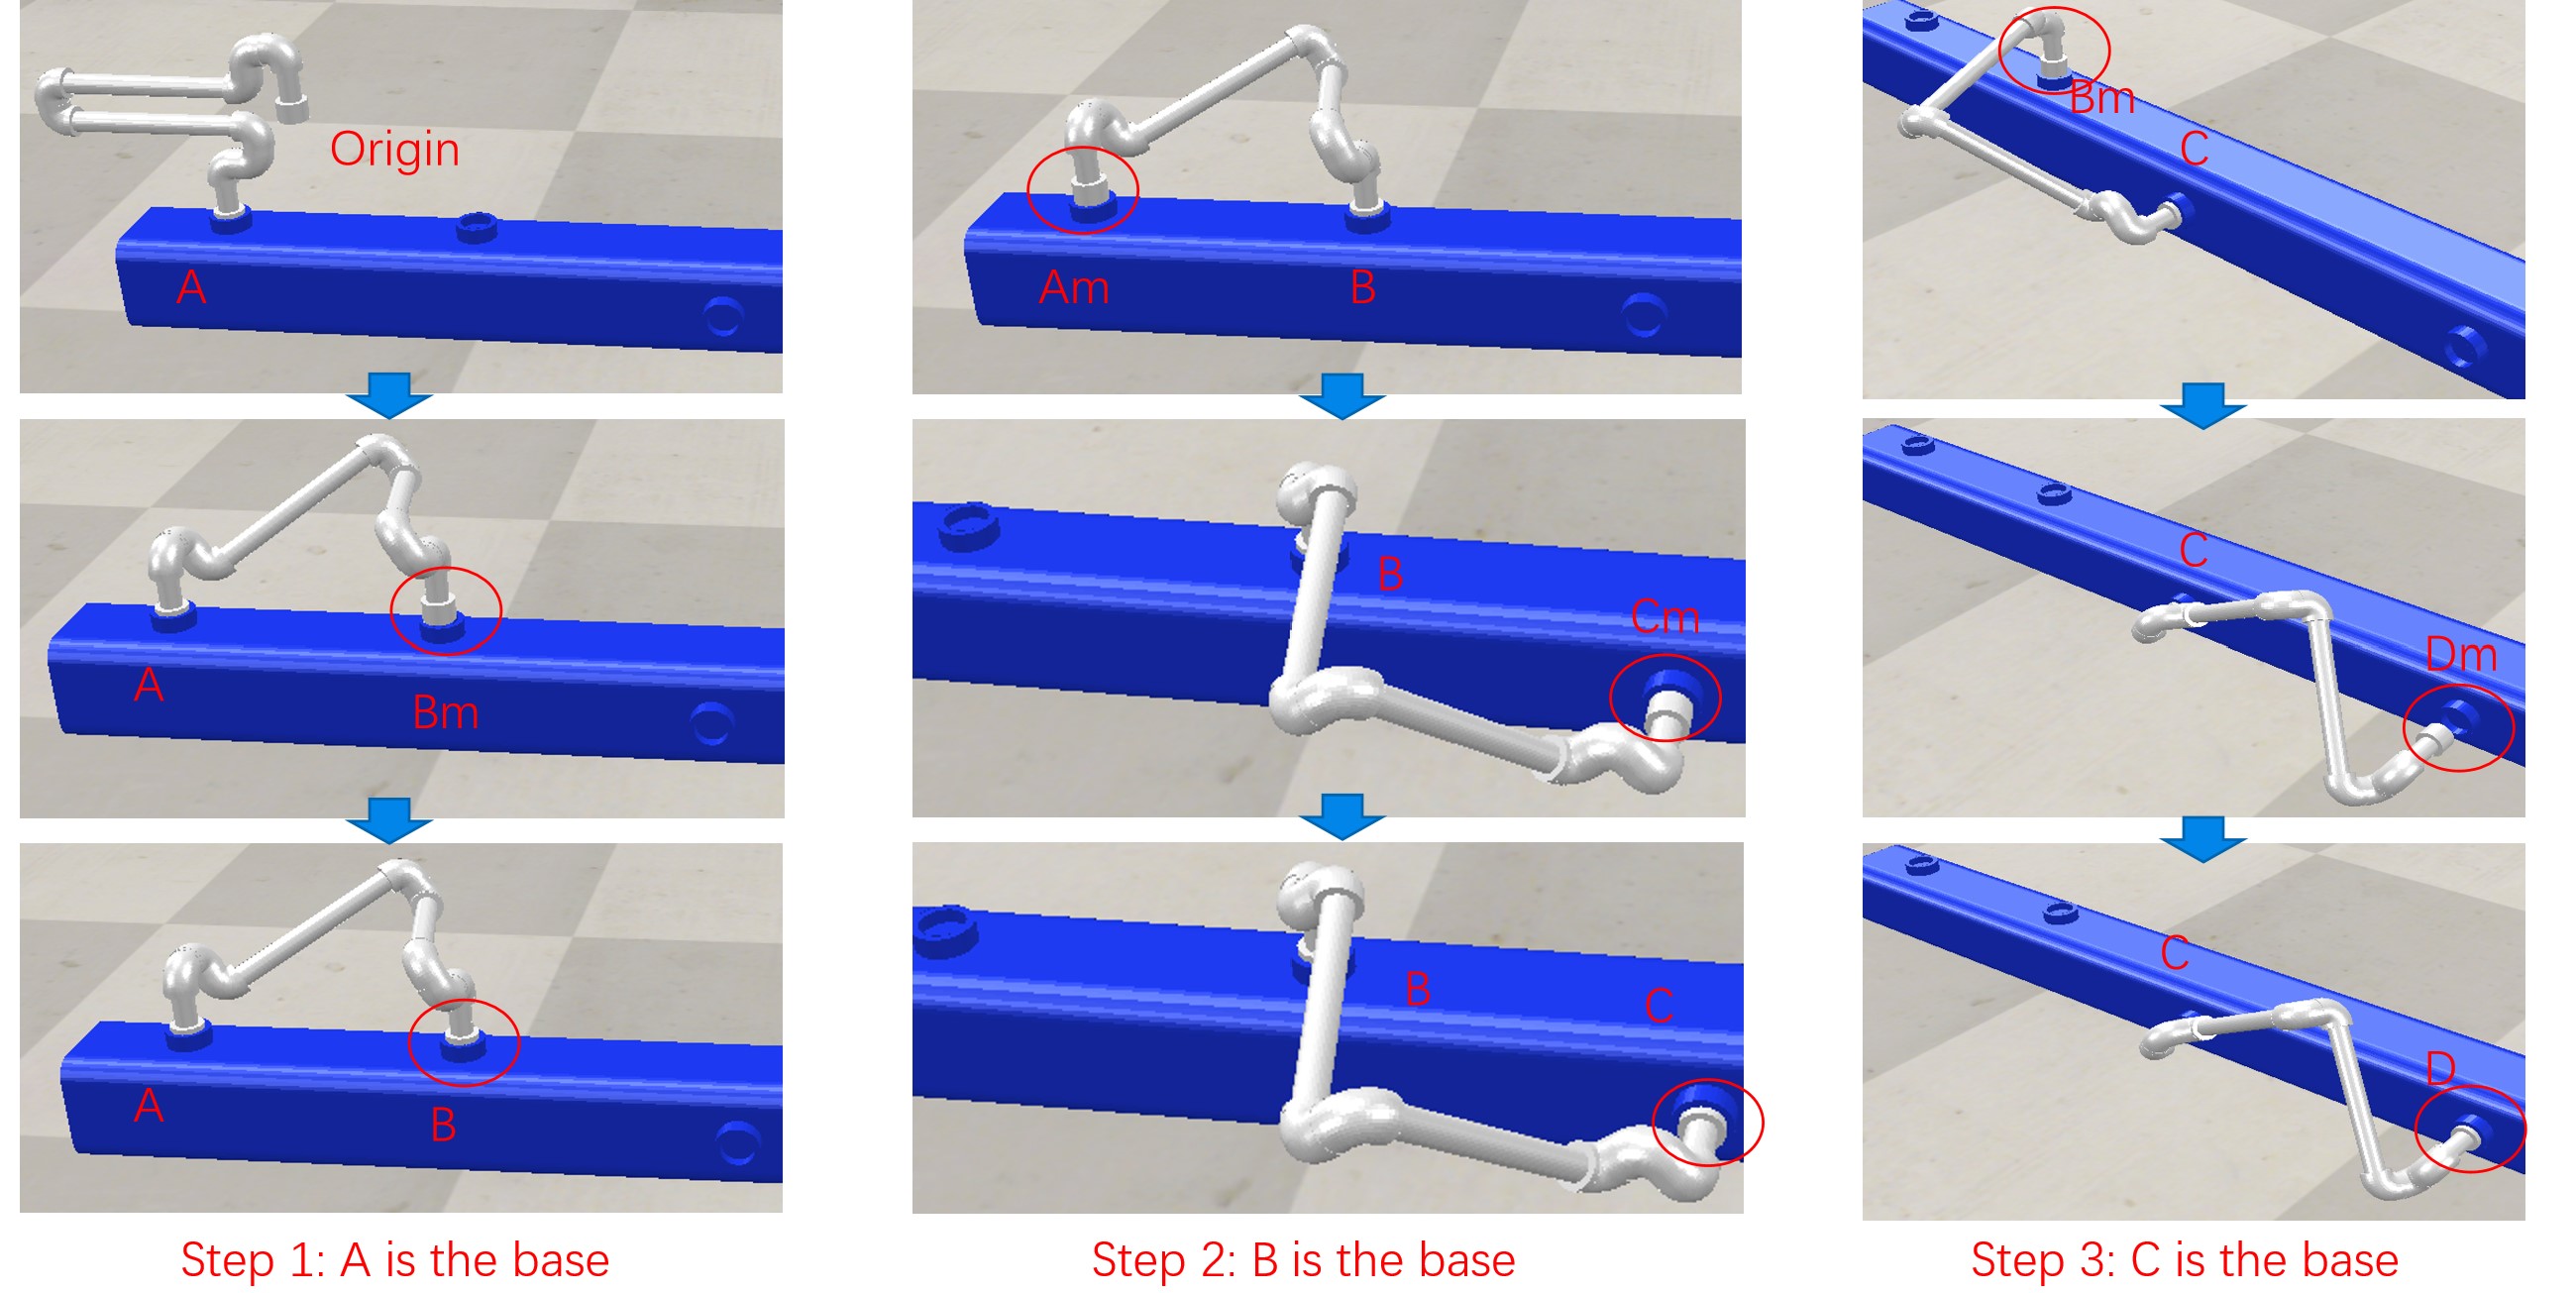 Origin
A
A
Bm
A
B
Step 1: A is the base
Am
B
B
Cm
B
C
Step 2: B is the base
Bm
C
C
Dm
C
D
Step 3: C is the base